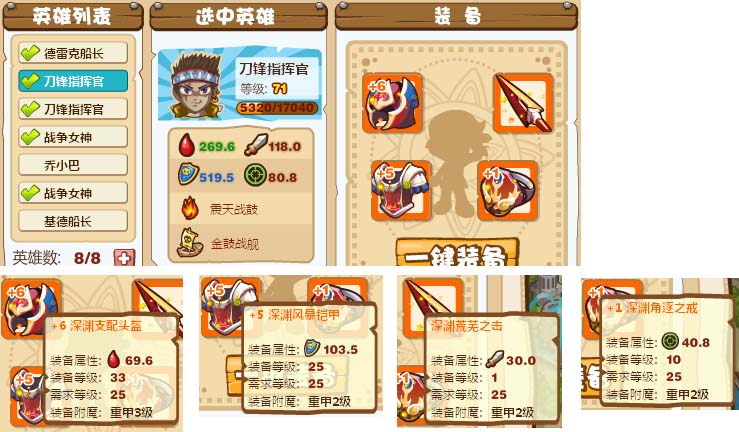 英雄列表
德雷克船长
刀锋指挥官
刀锋指挥官
战争女神
乔小巴
战争女神
基德船长
英雄数: 8/8
选中英雄
刀锋指挥官
等级: 71
5320/17040
269.6
118.0
519.5
80.8
震天战鼓
金鼓战舰
装备
+6
+5
+1
一键装备
+6
+5
+6 深渊支配头盔
装备属性: 69.6
装备等级: 33
需求等级: 25
装备附魔: 重甲3级
+5
+1
+5 深渊风暴铠甲
装备属性: 103.5
装备等级: 25
需求等级: 25
装备附魔: 重甲2级
+1
深渊荒芜之击
装备属性: 30.0
装备等级: 1
需求等级: 25
装备附魔: 重甲2级
+1
+1 深渊角逐之戒
装备属性: 40.8
装备等级: 10
需求等级: 25
装备附魔: 重甲2级